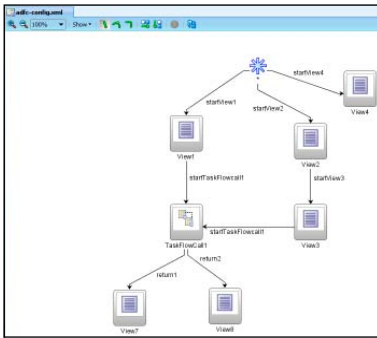 adfc-config.xml
100% Show
startView4
startView1
startView2
View4
View1
View2
startTaskFlowcall1
startView3
startTaskFlowcall1
TaskFlowCall1
View3
return2
return1
View7
View8